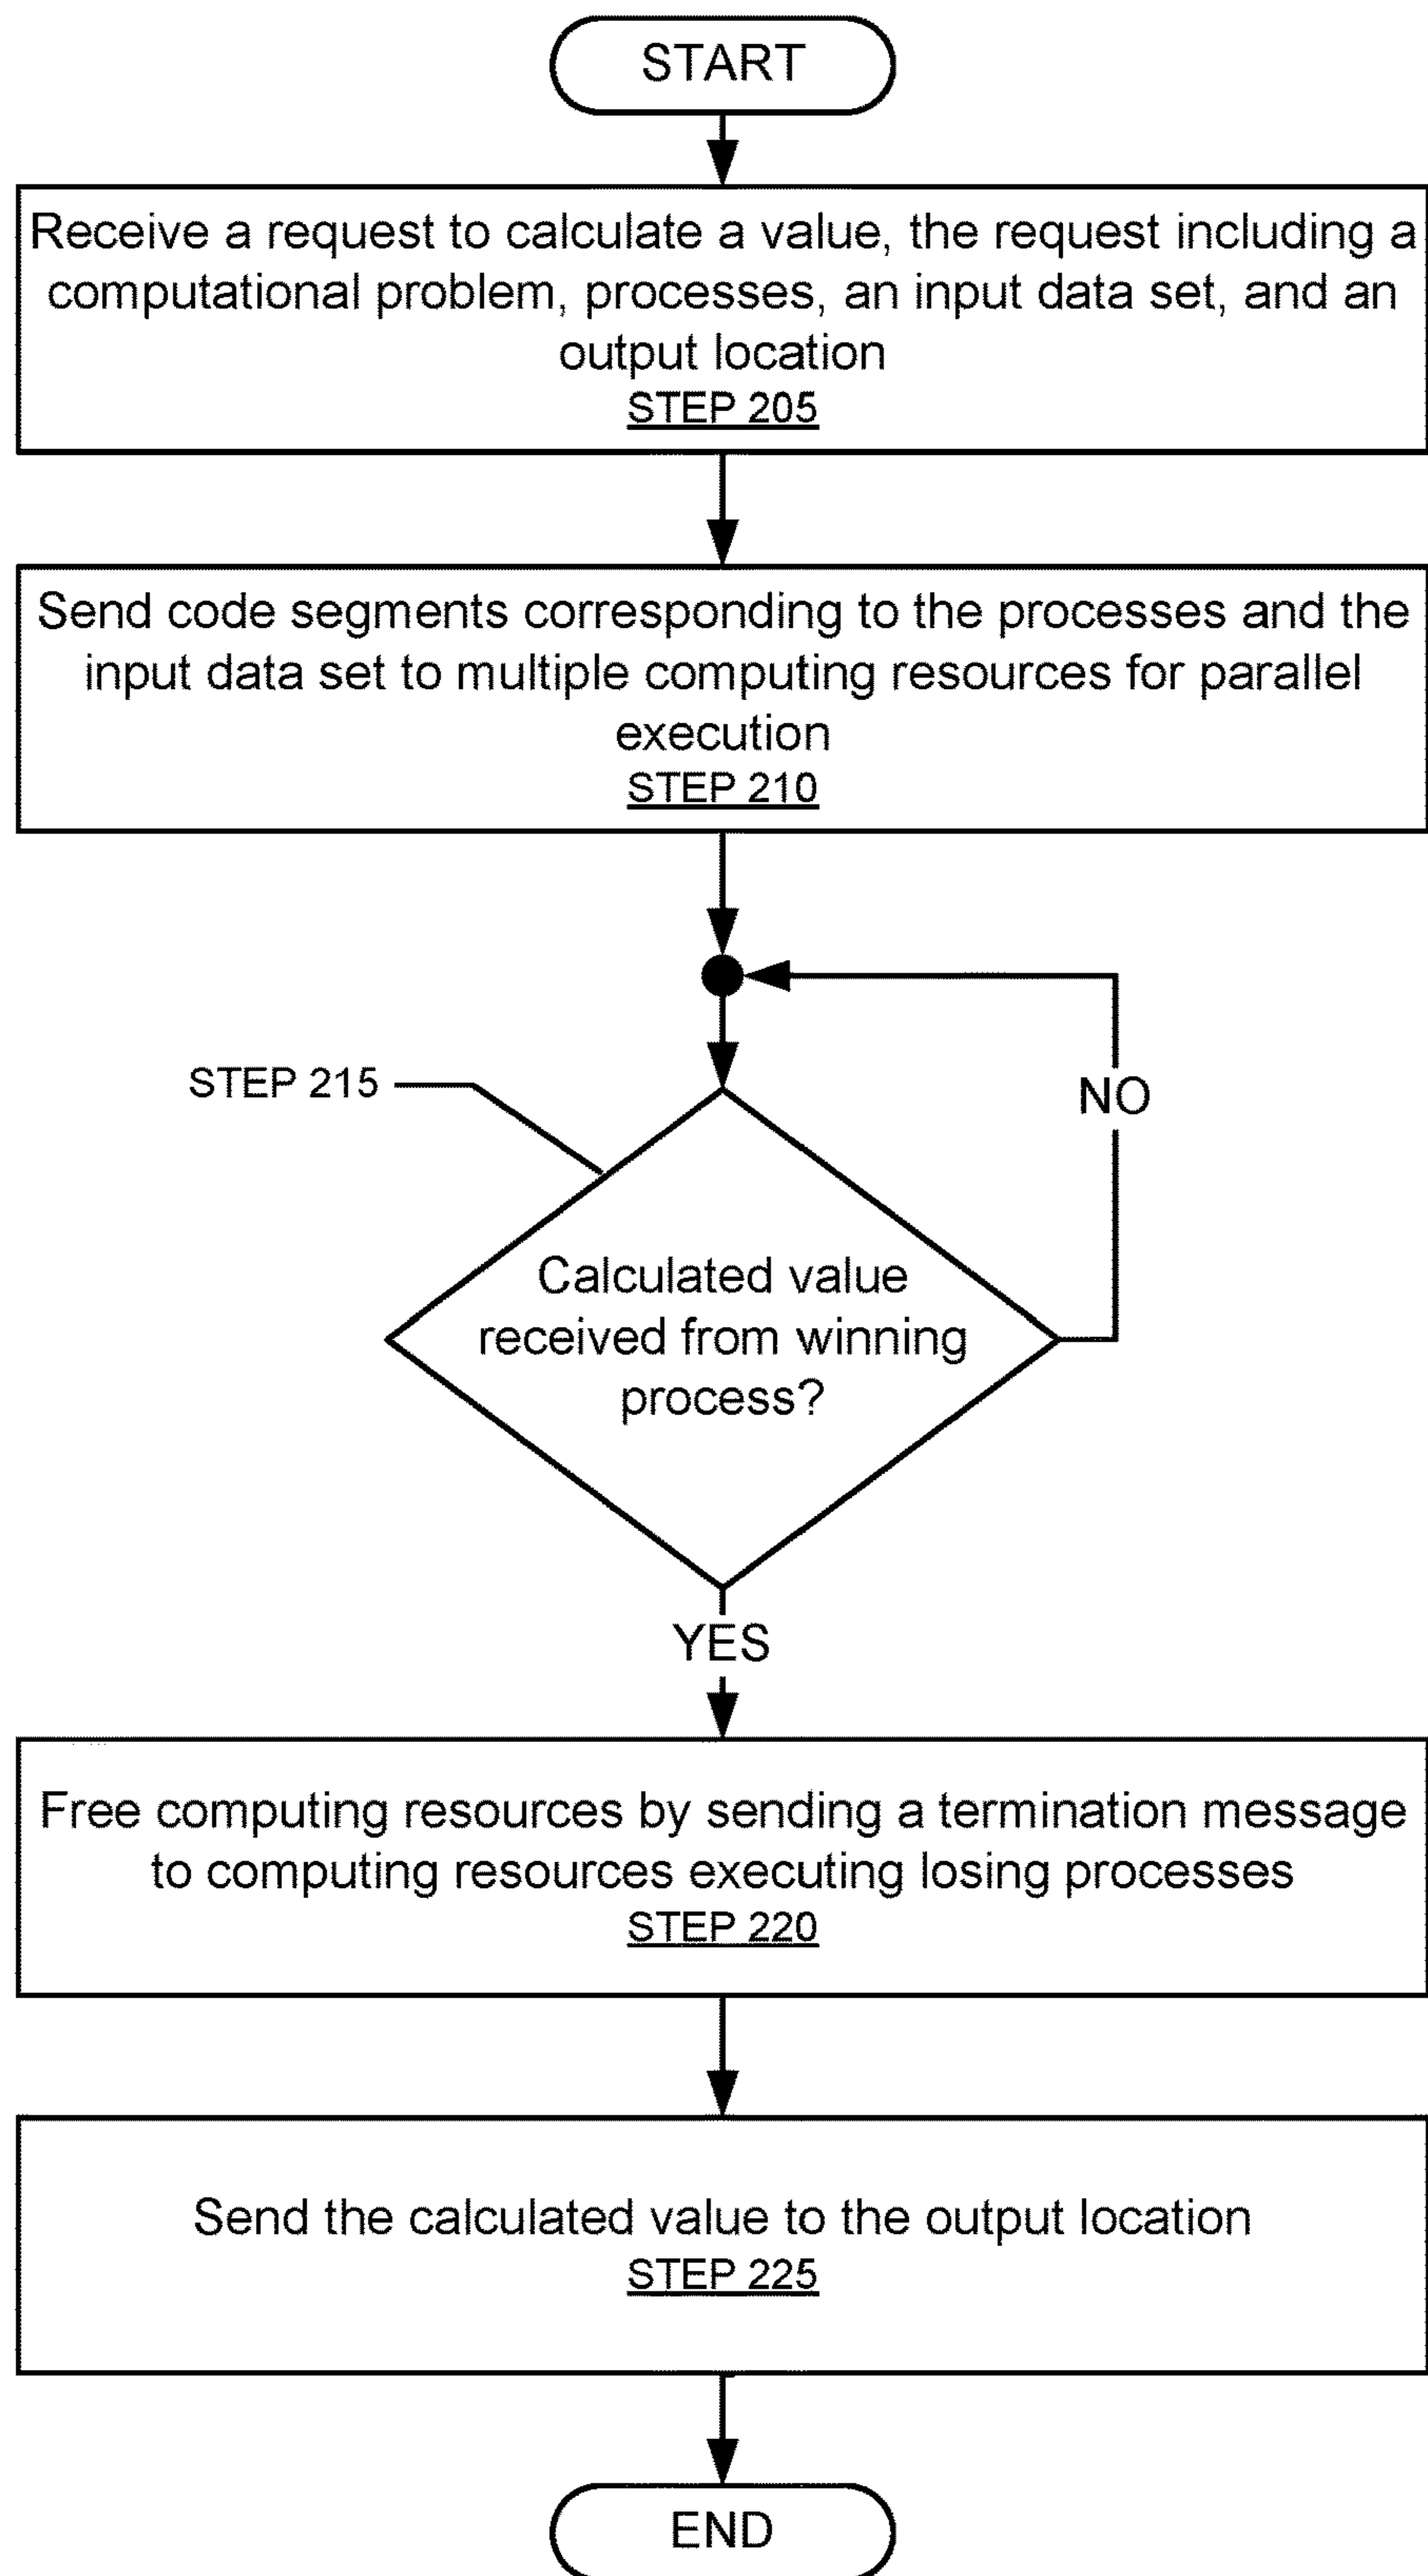 START
Receive a request to calculate a value, the request including a
computational problem, processes, an input data set, and an
output location
STEP 205
Send code segments corresponding to the processes and the
input data set to multiple computing resources for parallel
execution
STEP 210
STEP 215
NO
Calculated value
received from winning
process?
YES
Free computing resources by sending a termination message
to computing resources executing losing processes
STEP 220
Send the calculated value to the output location
STEP 225
END